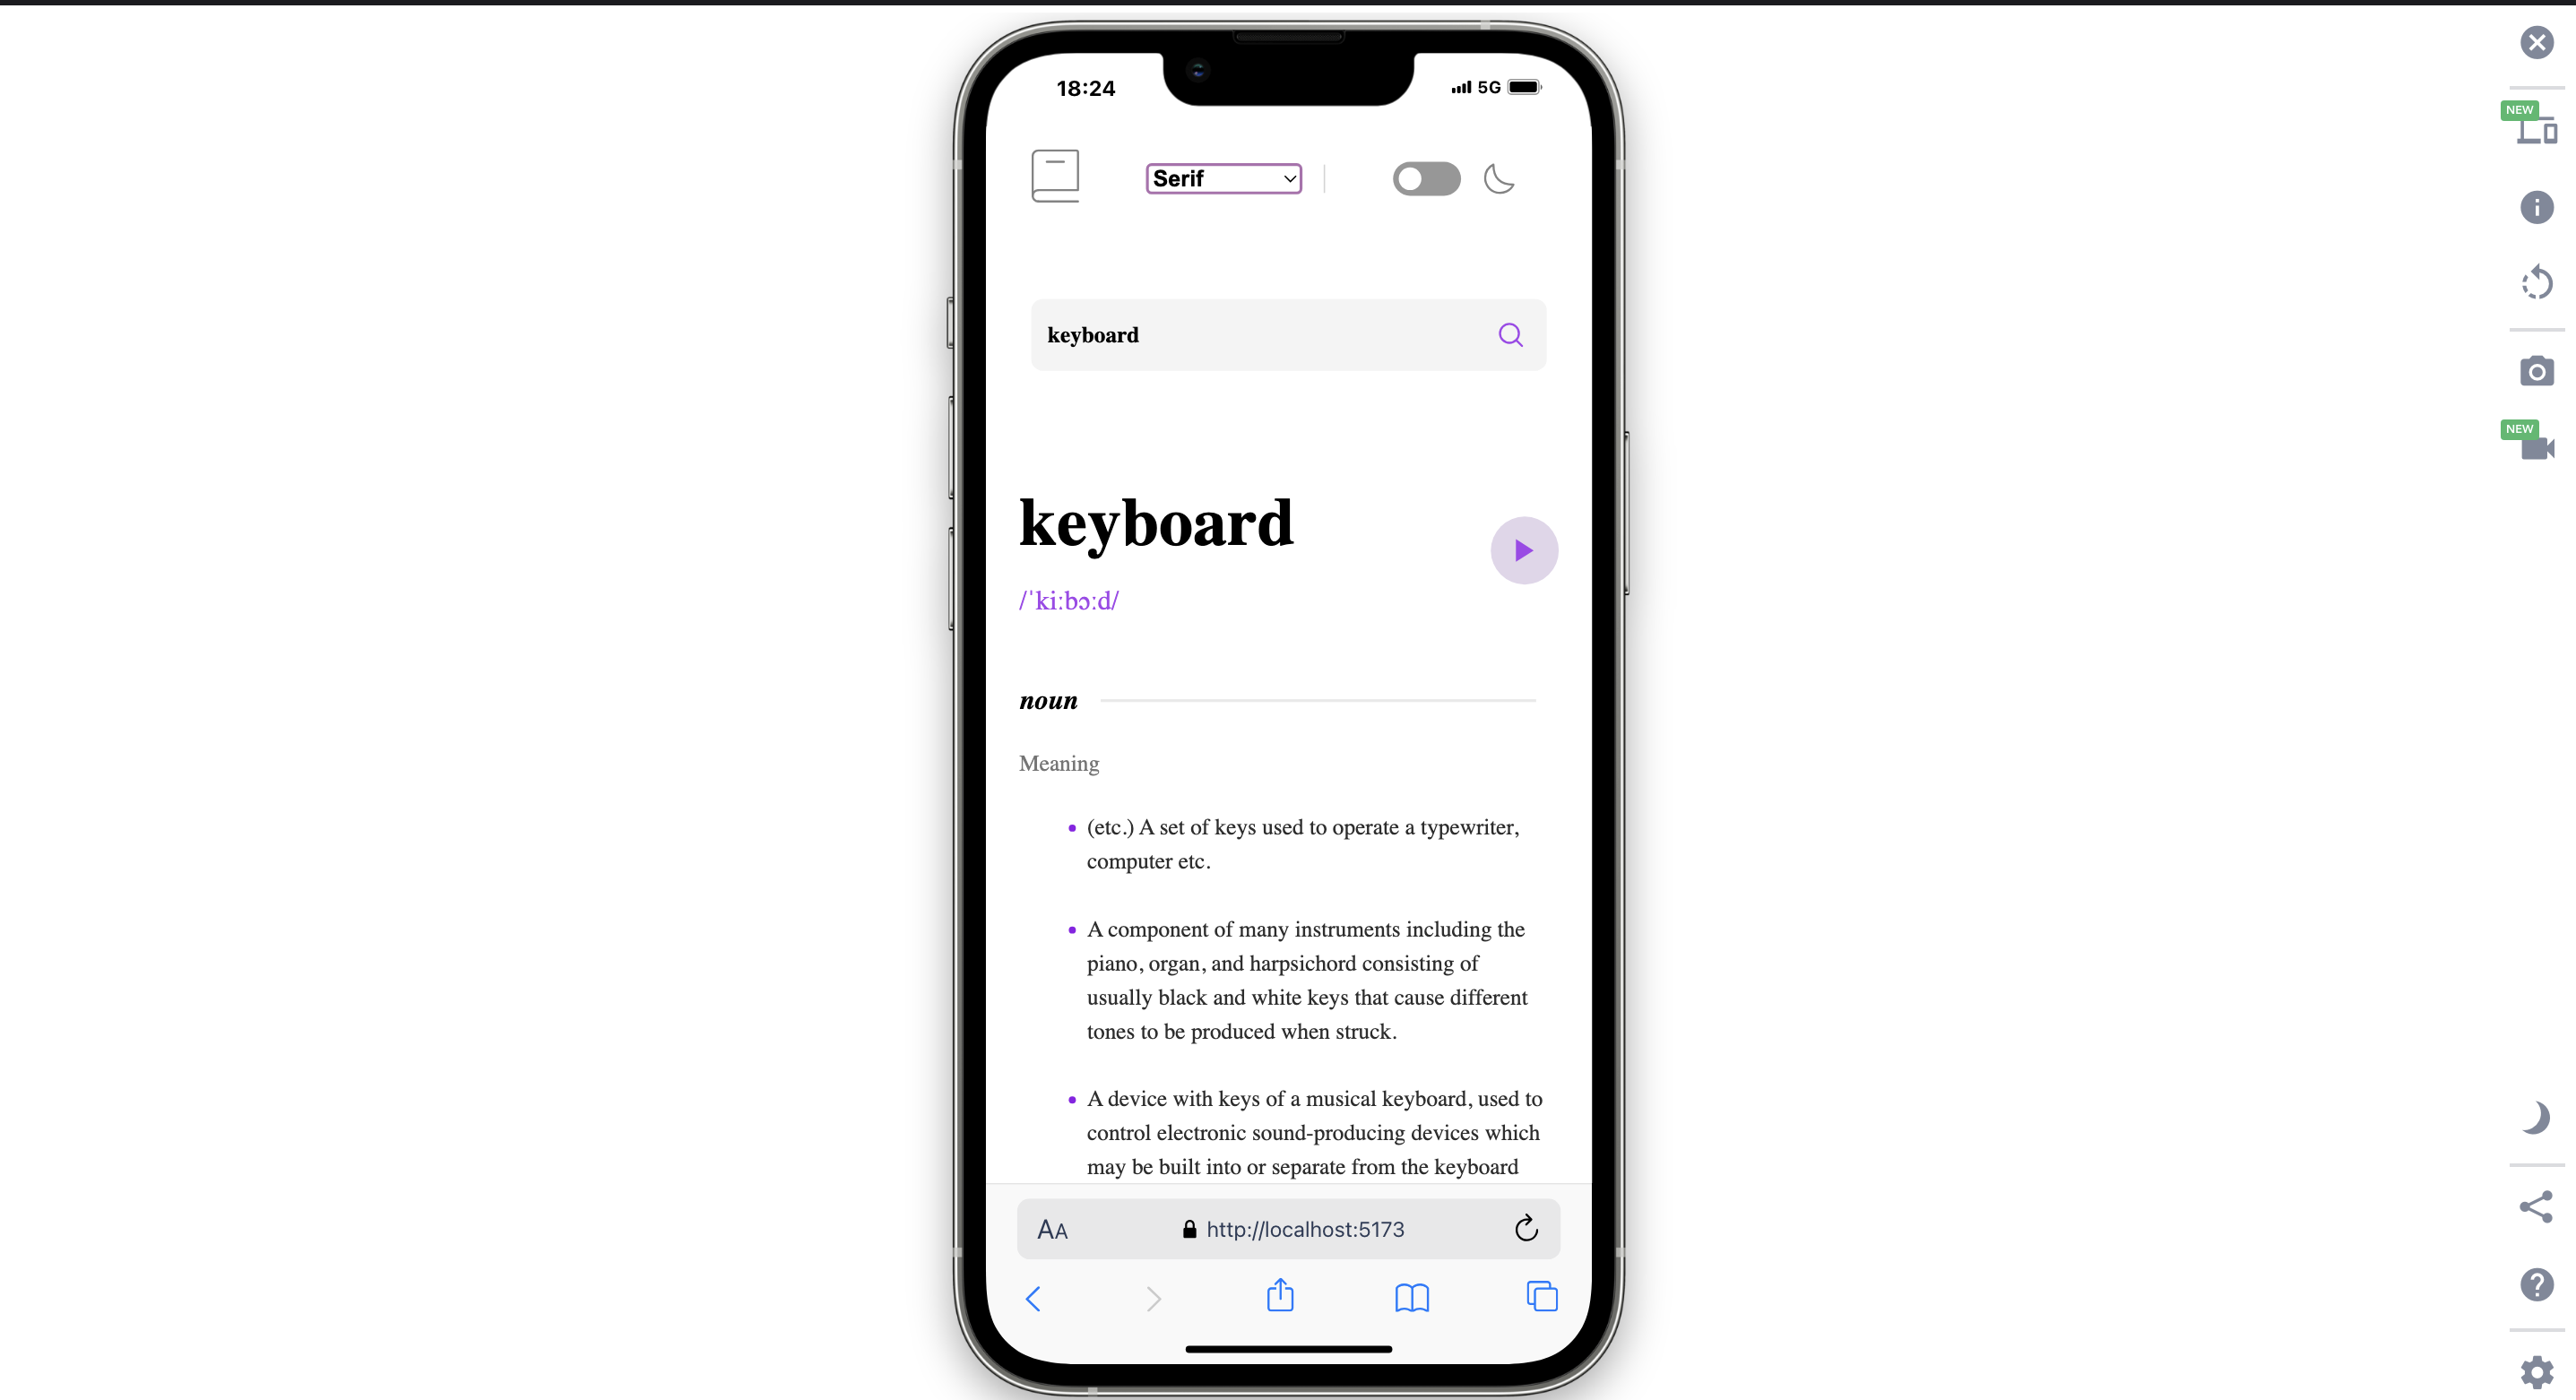 18:24
5G
NEW
Serif
keyboard
NEW
keyboard
/ˈkiːbɔːd/
noun
Meaning
(etc.) A set of keys used to operate a typewriter,
computer etc.
A component of many instruments including the
piano, organ, and harpsichord consisting of
usually black and white keys that cause different
tones to be produced when struck.
A device with keys of a musical keyboard, used to
control electronic sound-producing devices which
may be built into or separate from the keyboard
AA
http://localhost:5173